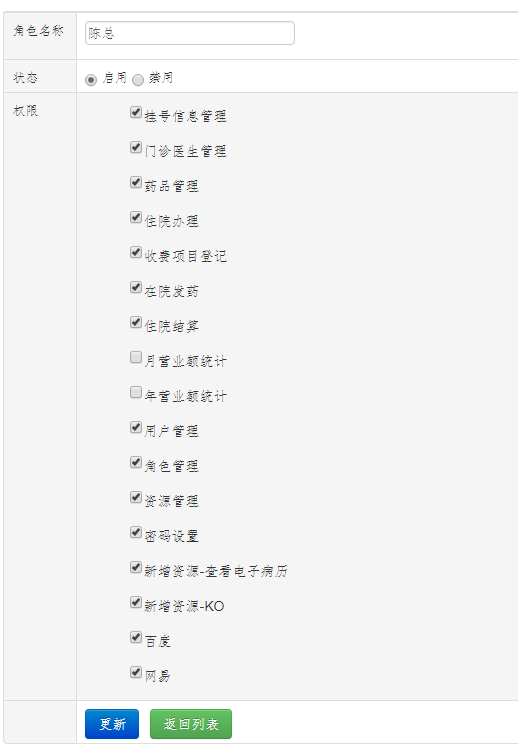 角色名称 陈总
状态 启用 禁用
权限 挂号信息管理
门诊医生管理
药品管理
住院办理
收费项目登记
在院发药
住院结算
月营业额统计
年营业额统计
用户管理
角色管理
资源管理
密码设置
新增资源-查看电子病历
新增资源-KO
百度
网易
更新 返回列表